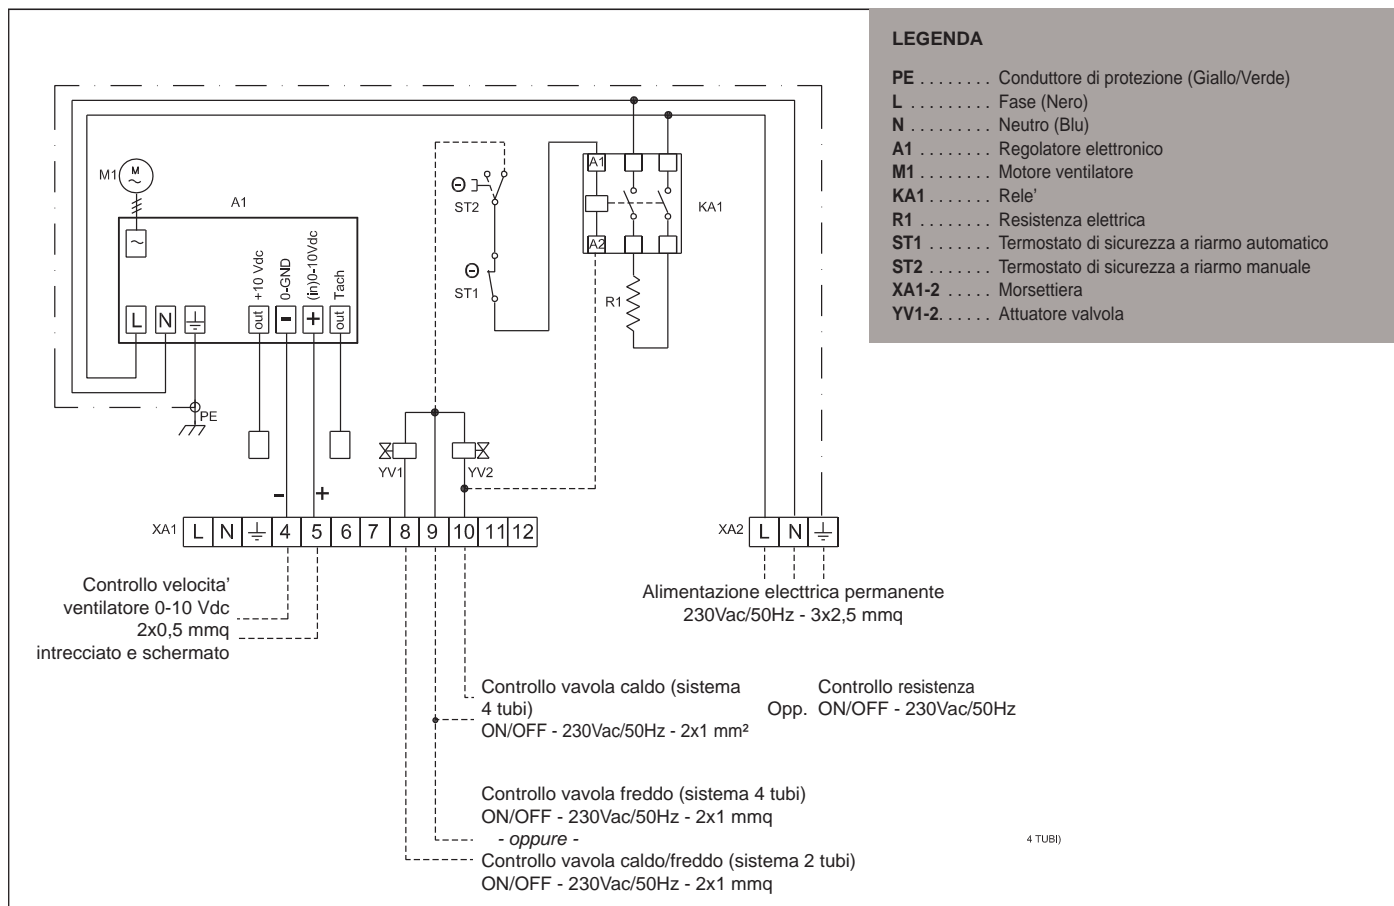 LEGENDA
PE . . . . . . . . Conduttore di protezione (Giallo/Verde)
L . . . . . . . . . Fase (Nero)
N . . . . . . . . . Neutro (Blu)
A1 . . . . . . . . Regolatore elettronico
M1 . . . . . . . . Motore ventilatore
KA1 . . . . . . . Rele'
R1 . . . . . . . . Resistenza elettrica
ST1 . . . . . . . Termostato di sicurezza a riarmo automatico
ST2 . . . . . . . Termostato di sicurezza a riarmo manuale
XA1-2 . . . . . Morsettiera
YV1-2. . . . . . Attuatore valvola
M1
M
~
A1
~
L
N
out
+10 Vdc
-
0-GND
+
(in)0-10Vdc
out
Tach
PE
ST2
ST1
A1
A2
KA1
R1
YV1
YV2
- +
XA1 L N 4 5 6 7 8 9 10 11 12
XA2 L N
Controllo velocita'
ventilatore 0-10 Vdc
2x0,5 mmq
intrecciato e schermato
Alimentazione electtrica permanente
230Vac/50Hz - 3x2,5 mmq
Controllo vavola caldo (sistema
4 tubi)
ON/OFF - 230Vac/50Hz - 2x1 mm²
Opp.
Controllo resistenza
ON/OFF - 230Vac/50Hz
Controllo vavola freddo (sistema 4 tubi)
ON/OFF - 230Vac/50Hz - 2x1 mmq
- oppure -
Controllo vavola caldo/freddo (sistema 2 tubi)
ON/OFF - 230Vac/50Hz - 2x1 mmq
4 TUBI)